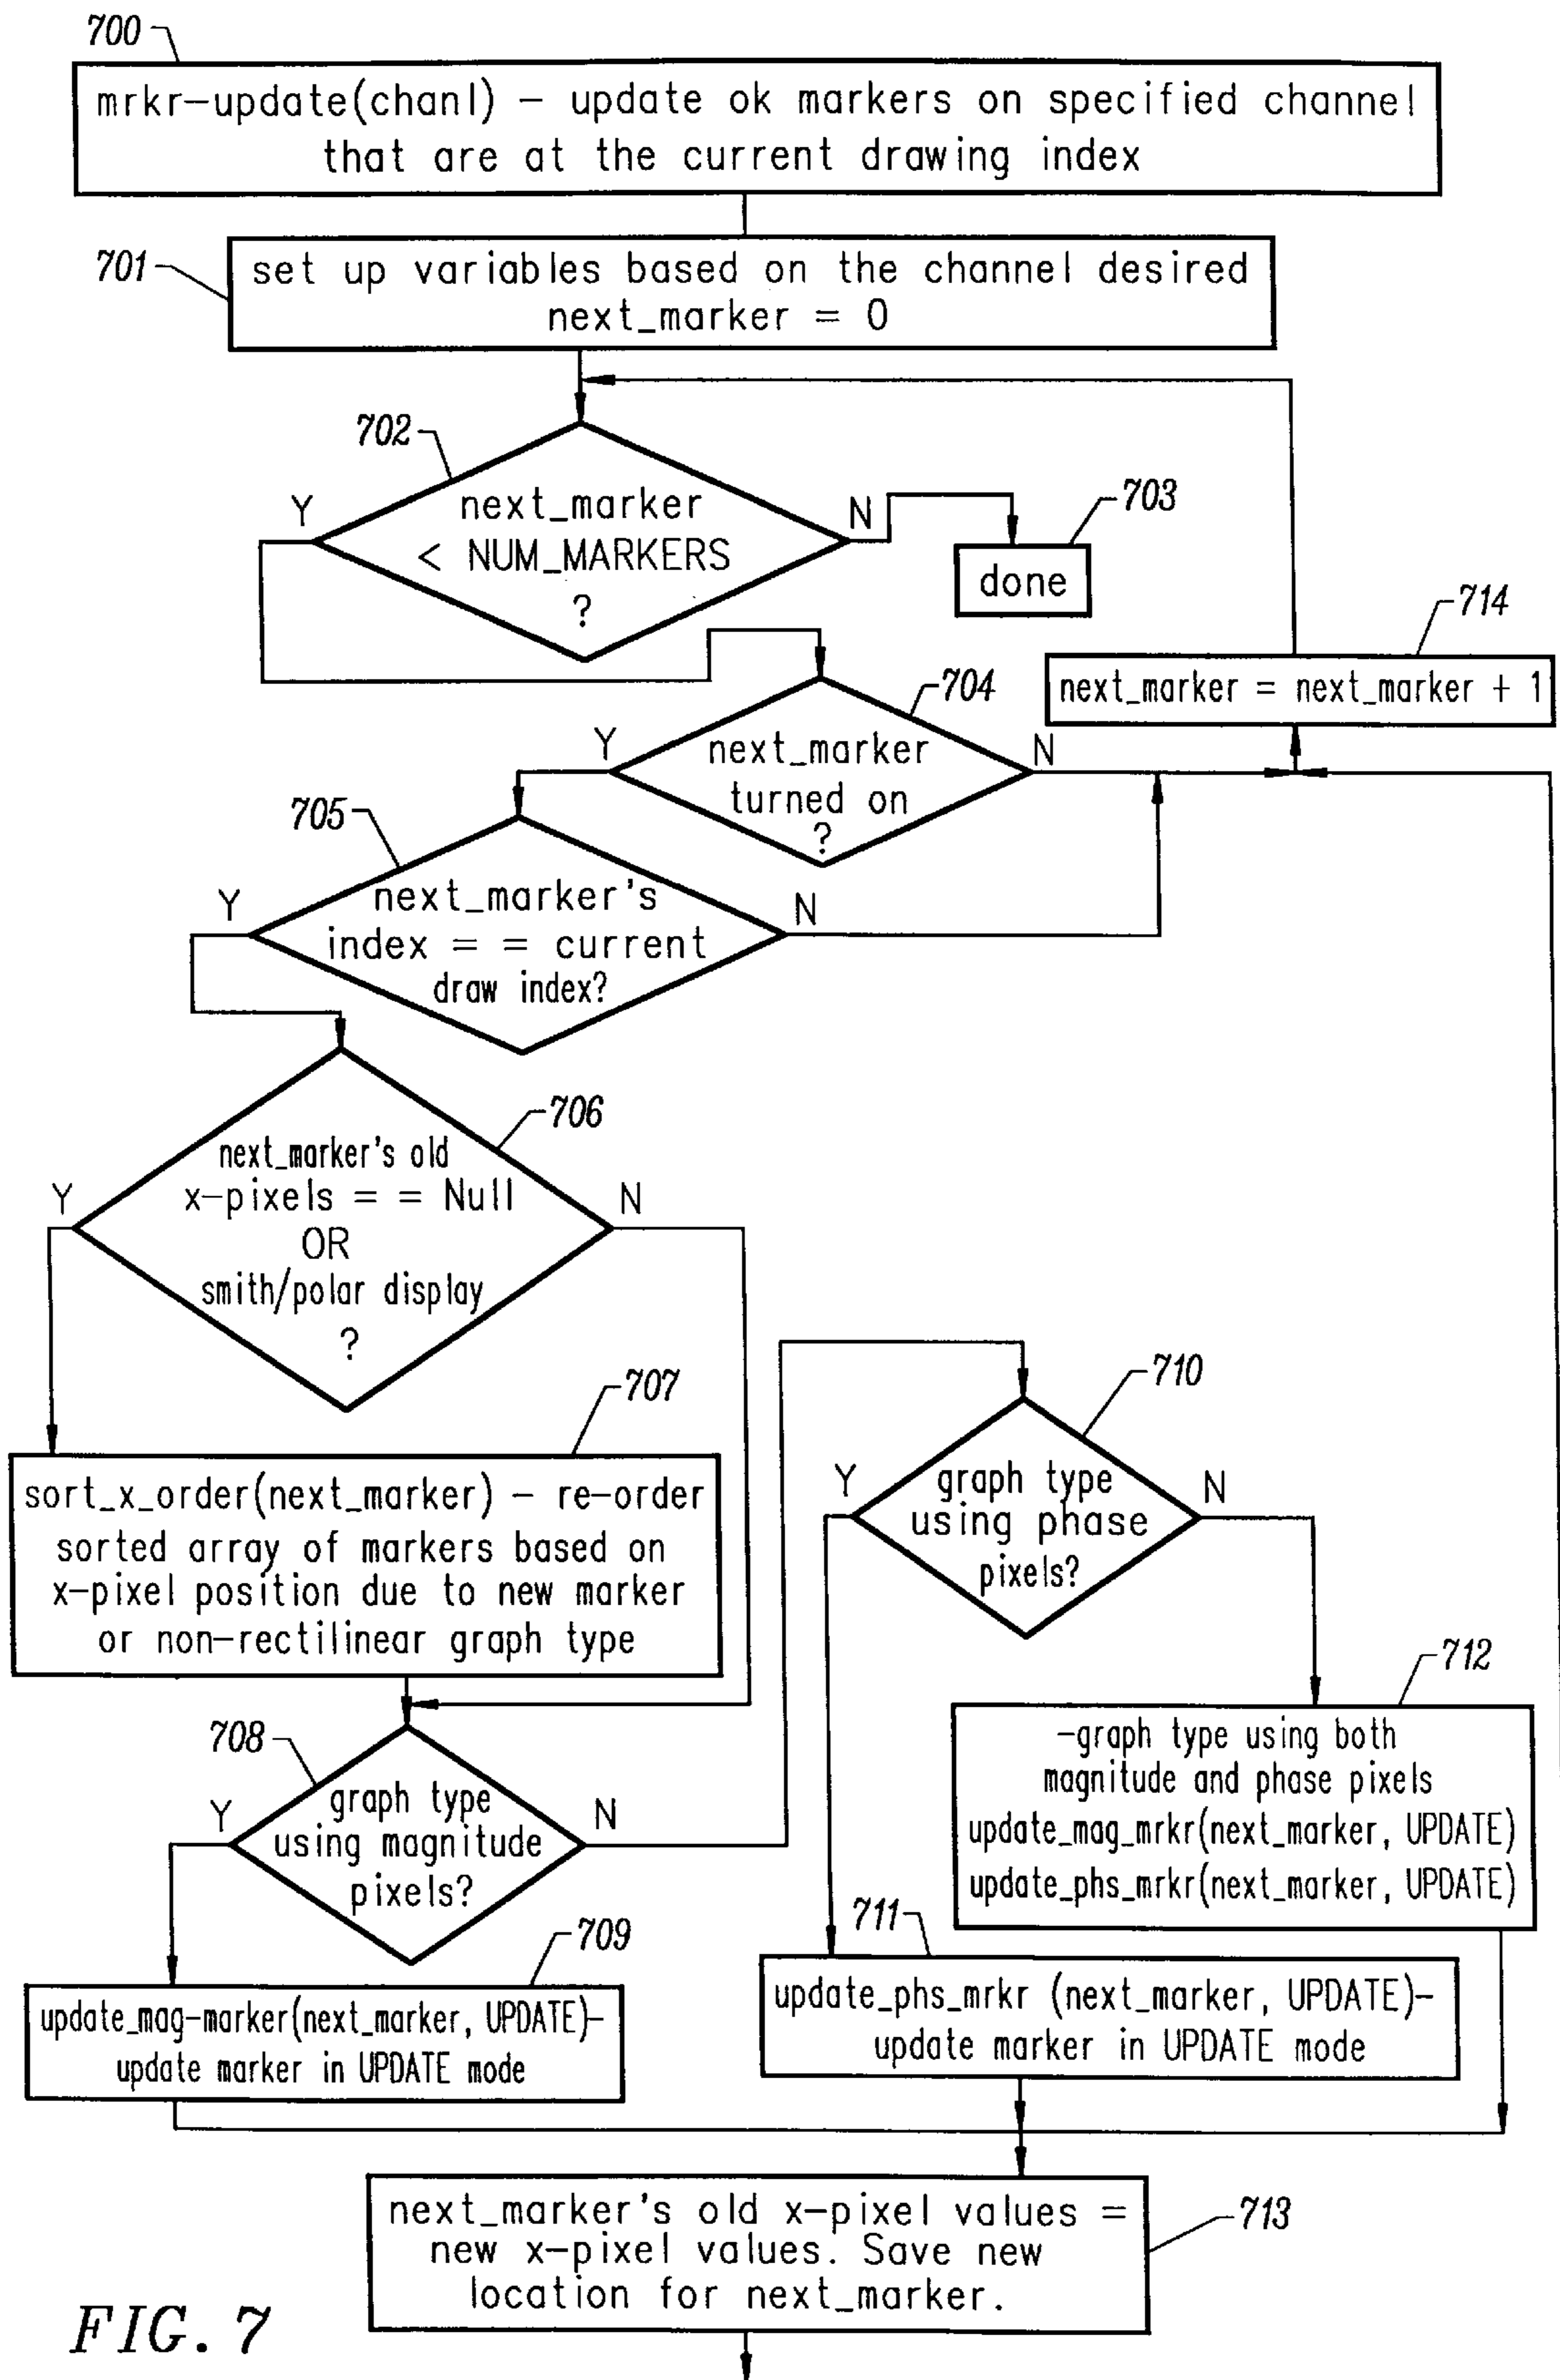 700
mrkr-update(chanl) - update ok markers on specified channel
that are at the current drawing index
701
set up variables based on the channel desired
next_marker = 0
702
Y
next_marker
< NUM_MARKERS
?
N
703
done
714
next_marker = next_marker + 1
704
Y
next_marker
turned on
?
N
705
Y
next_marker's
index = = current
draw index?
N
706
Y
next_marker's old
x-pixels = = Null
OR
smith/polar display
?
N
707
sort_x_order(next_marker) - re-order
sorted array of markers based on
x-pixel position due to new marker
or non-rectilinear graph type
710
Y
graph type
using phase
pixels?
N
708
Y
graph type
using magnitude
pixels?
N
712
-graph type using both
magnitude and phase pixels
update_mag_mrkr(next_marker, UPDATE)
update_phs_mrkr(next_marker, UPDATE)
709
update_mag-marker(next_marker, UPDATE)-
update marker in UPDATE mode
711
update_phs_mrkr (next_marker, UPDATE)-
update marker in UPDATE mode
713
next_marker's old x-pixel values =
new x-pixel values. Save new
location for next_marker.
FIG. 7